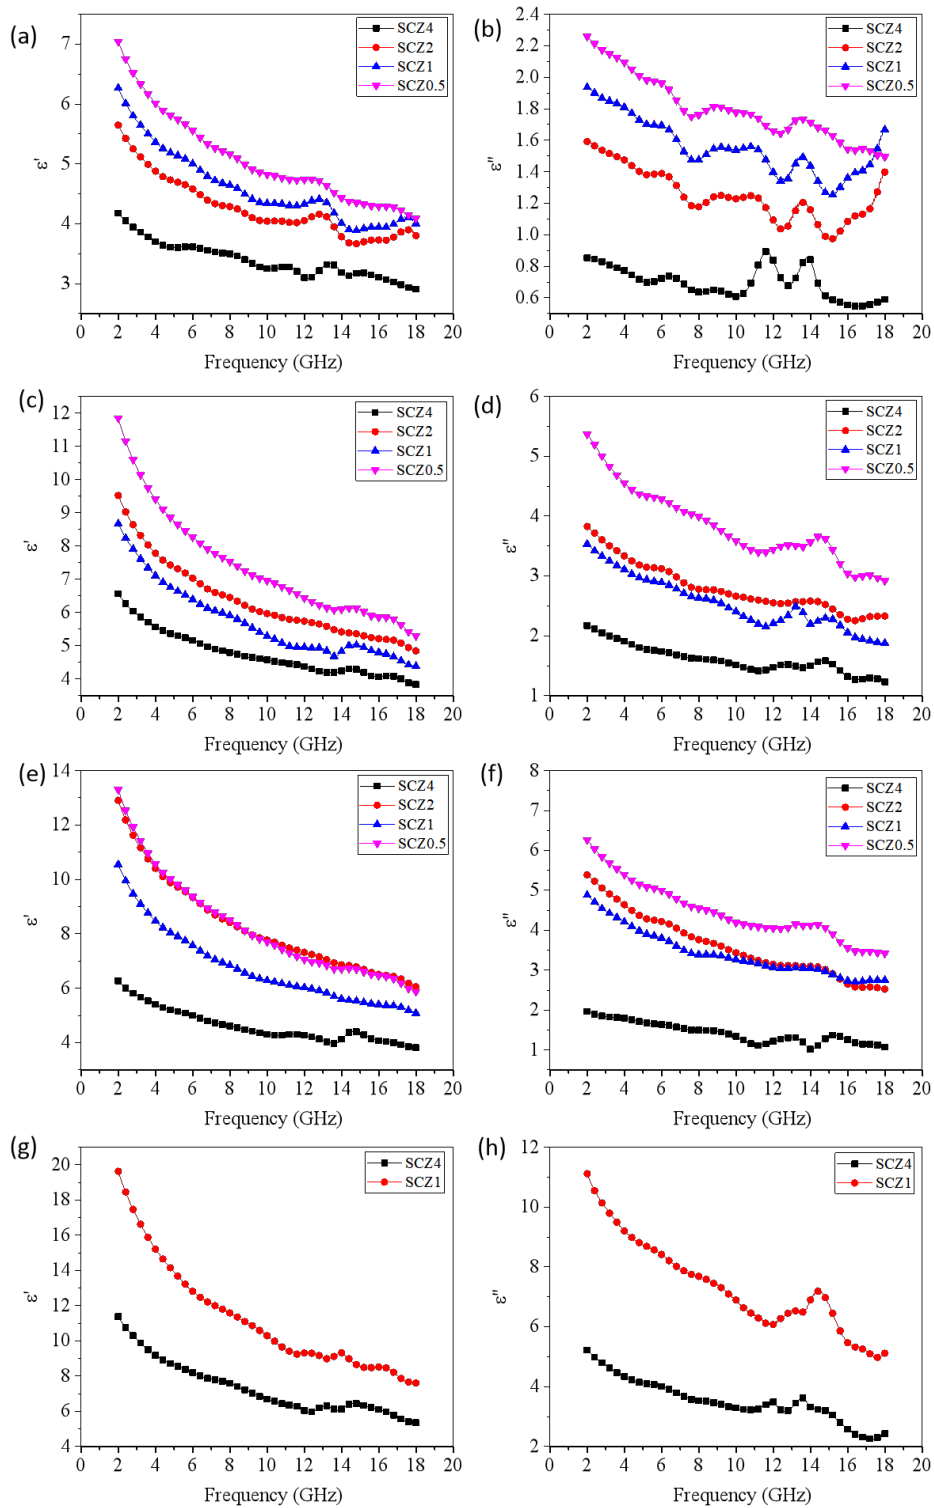 (a)
SCZ4
SCZ2
SCZ1
SCZ0.5
7
6
5
4
3
ε'
0 2 4 6 8 10 12 14 16 18 20
Frequency (GHz)
(b)
SCZ4
SCZ2
SCZ1
SCZ0.5
2.4
2.2
2.0
1.8
1.6
1.4
1.2
1.0
0.8
0.6
ε"
0 2 4 6 8 10 12 14 16 18 20
Frequency (GHz)
(c)
SCZ4
SCZ2
SCZ1
SCZ0.5
12
11
10
9
8
7
6
5
4
ε'
0 2 4 6 8 10 12 14 16 18 20
Frequency (GHz)
(d)
SCZ4
SCZ2
SCZ1
SCZ0.5
6
5
4
3
2
1
ε"
0 2 4 6 8 10 12 14 16 18 20
Frequency (GHz)
(e)
SCZ4
SCZ2
SCZ1
SCZ0.5
14
12
10
8
6
4
ε'
0 2 4 6 8 10 12 14 16 18 20
Frequency (GHz)
(f)
SCZ4
SCZ2
SCZ1
SCZ0.5
8
7
6
5
4
3
2
1
ε"
0 2 4 6 8 10 12 14 16 18 20
Frequency (GHz)
(g)
SCZ4
SCZ1
20
18
16
14
12
10
8
6
4
ε'
0 2 4 6 8 10 12 14 16 18 20
Frequency (GHz)
(h)
SCZ4
SCZ1
12
10
8
6
4
2
ε"
0 2 4 6 8 10 12 14 16 18 20
Frequency (GHz)